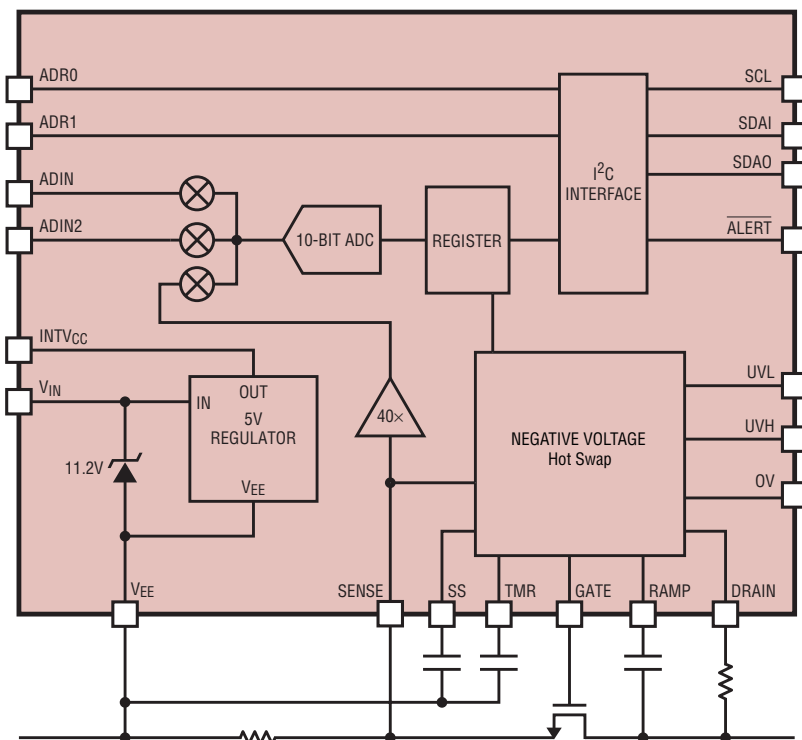 ADR0
SCL
ADR1
SDAI
ADIN
SDAO
I2C
INTERFACE
ADIN2
10-BIT ADC
REGISTER
ALERT
INTVCC
VIN
IN
OUT
5V
REGULATOR
VEE
11.2V
40×
NEGATIVE VOLTAGE
Hot Swap
UVL
UVH
OV
VEE
SENSE
SS
TMR
GATE
RAMP
DRAIN